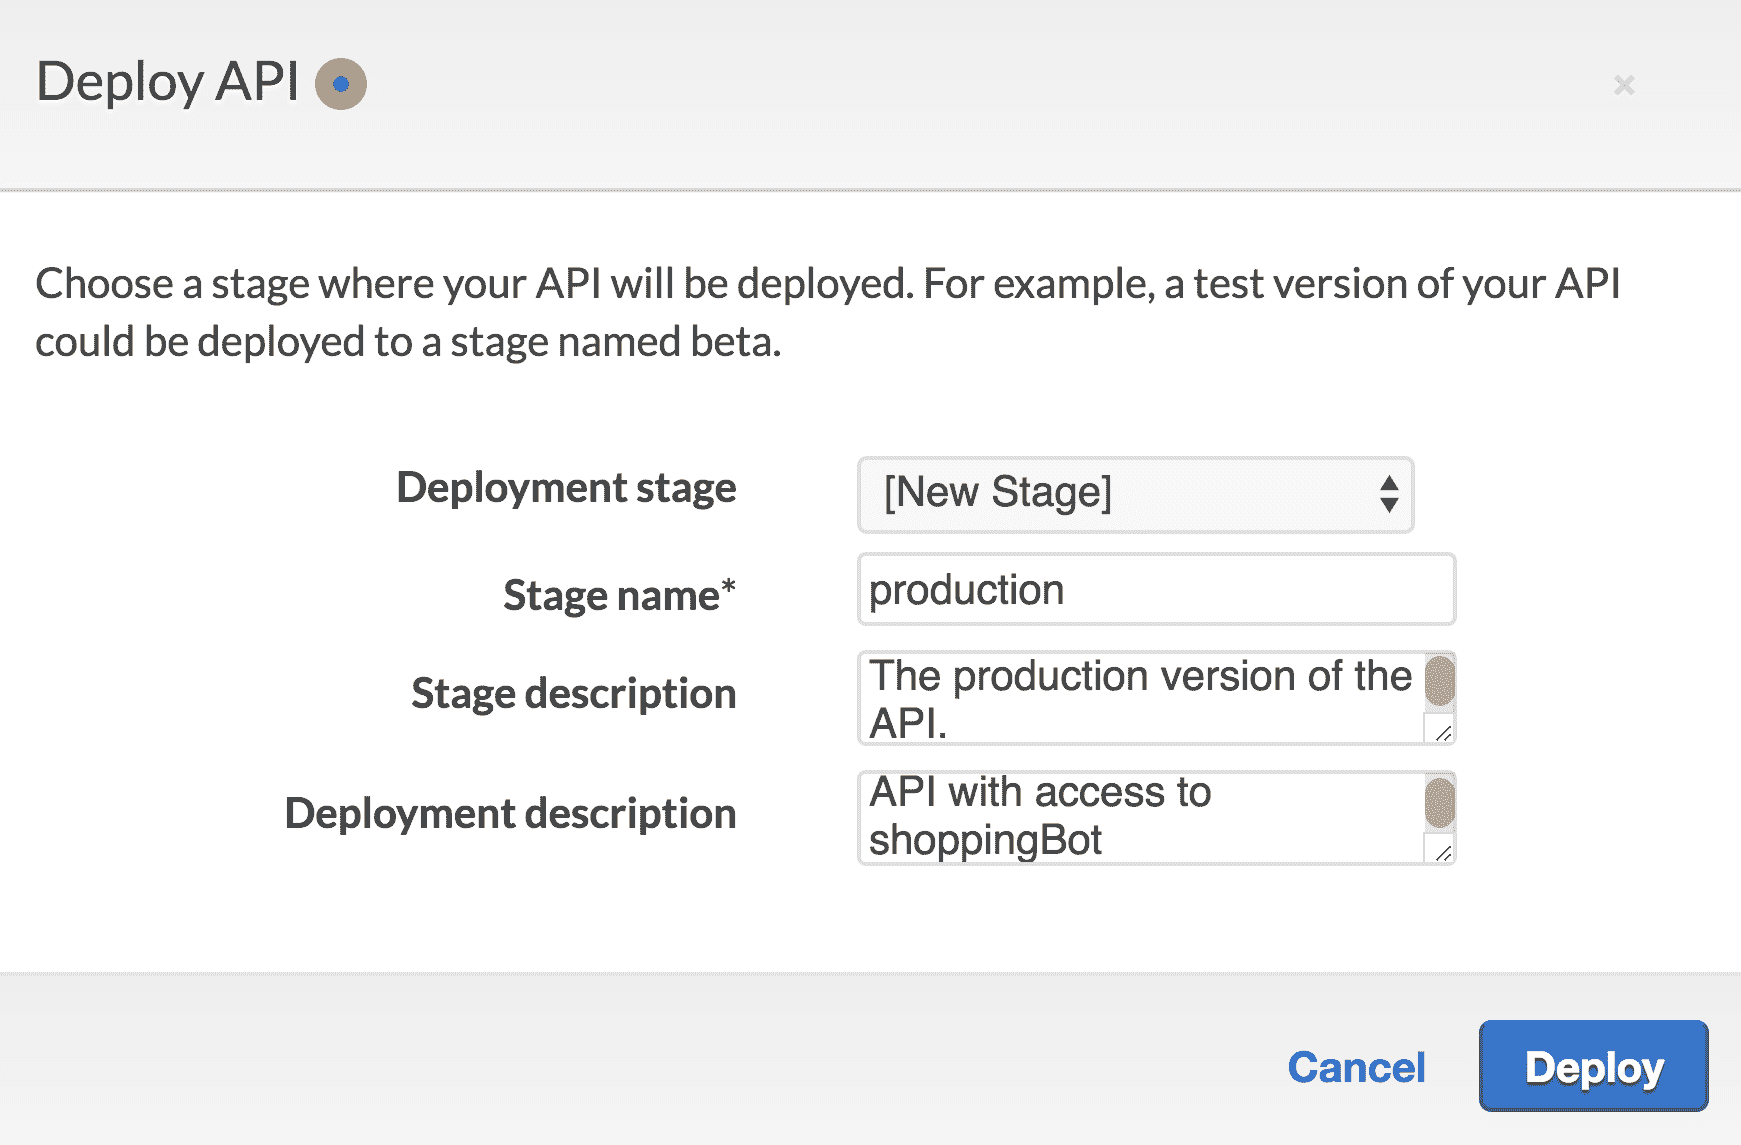 Deploy API
Choose a stage where your API will be deployed. For example, a test version of your API
could be deployed to a stage named beta.
Deployment stage [New Stage]
Stage name* production
Stage description The production version of the
API.
Deployment description API with access to
shoppingBot
Cancel Deploy